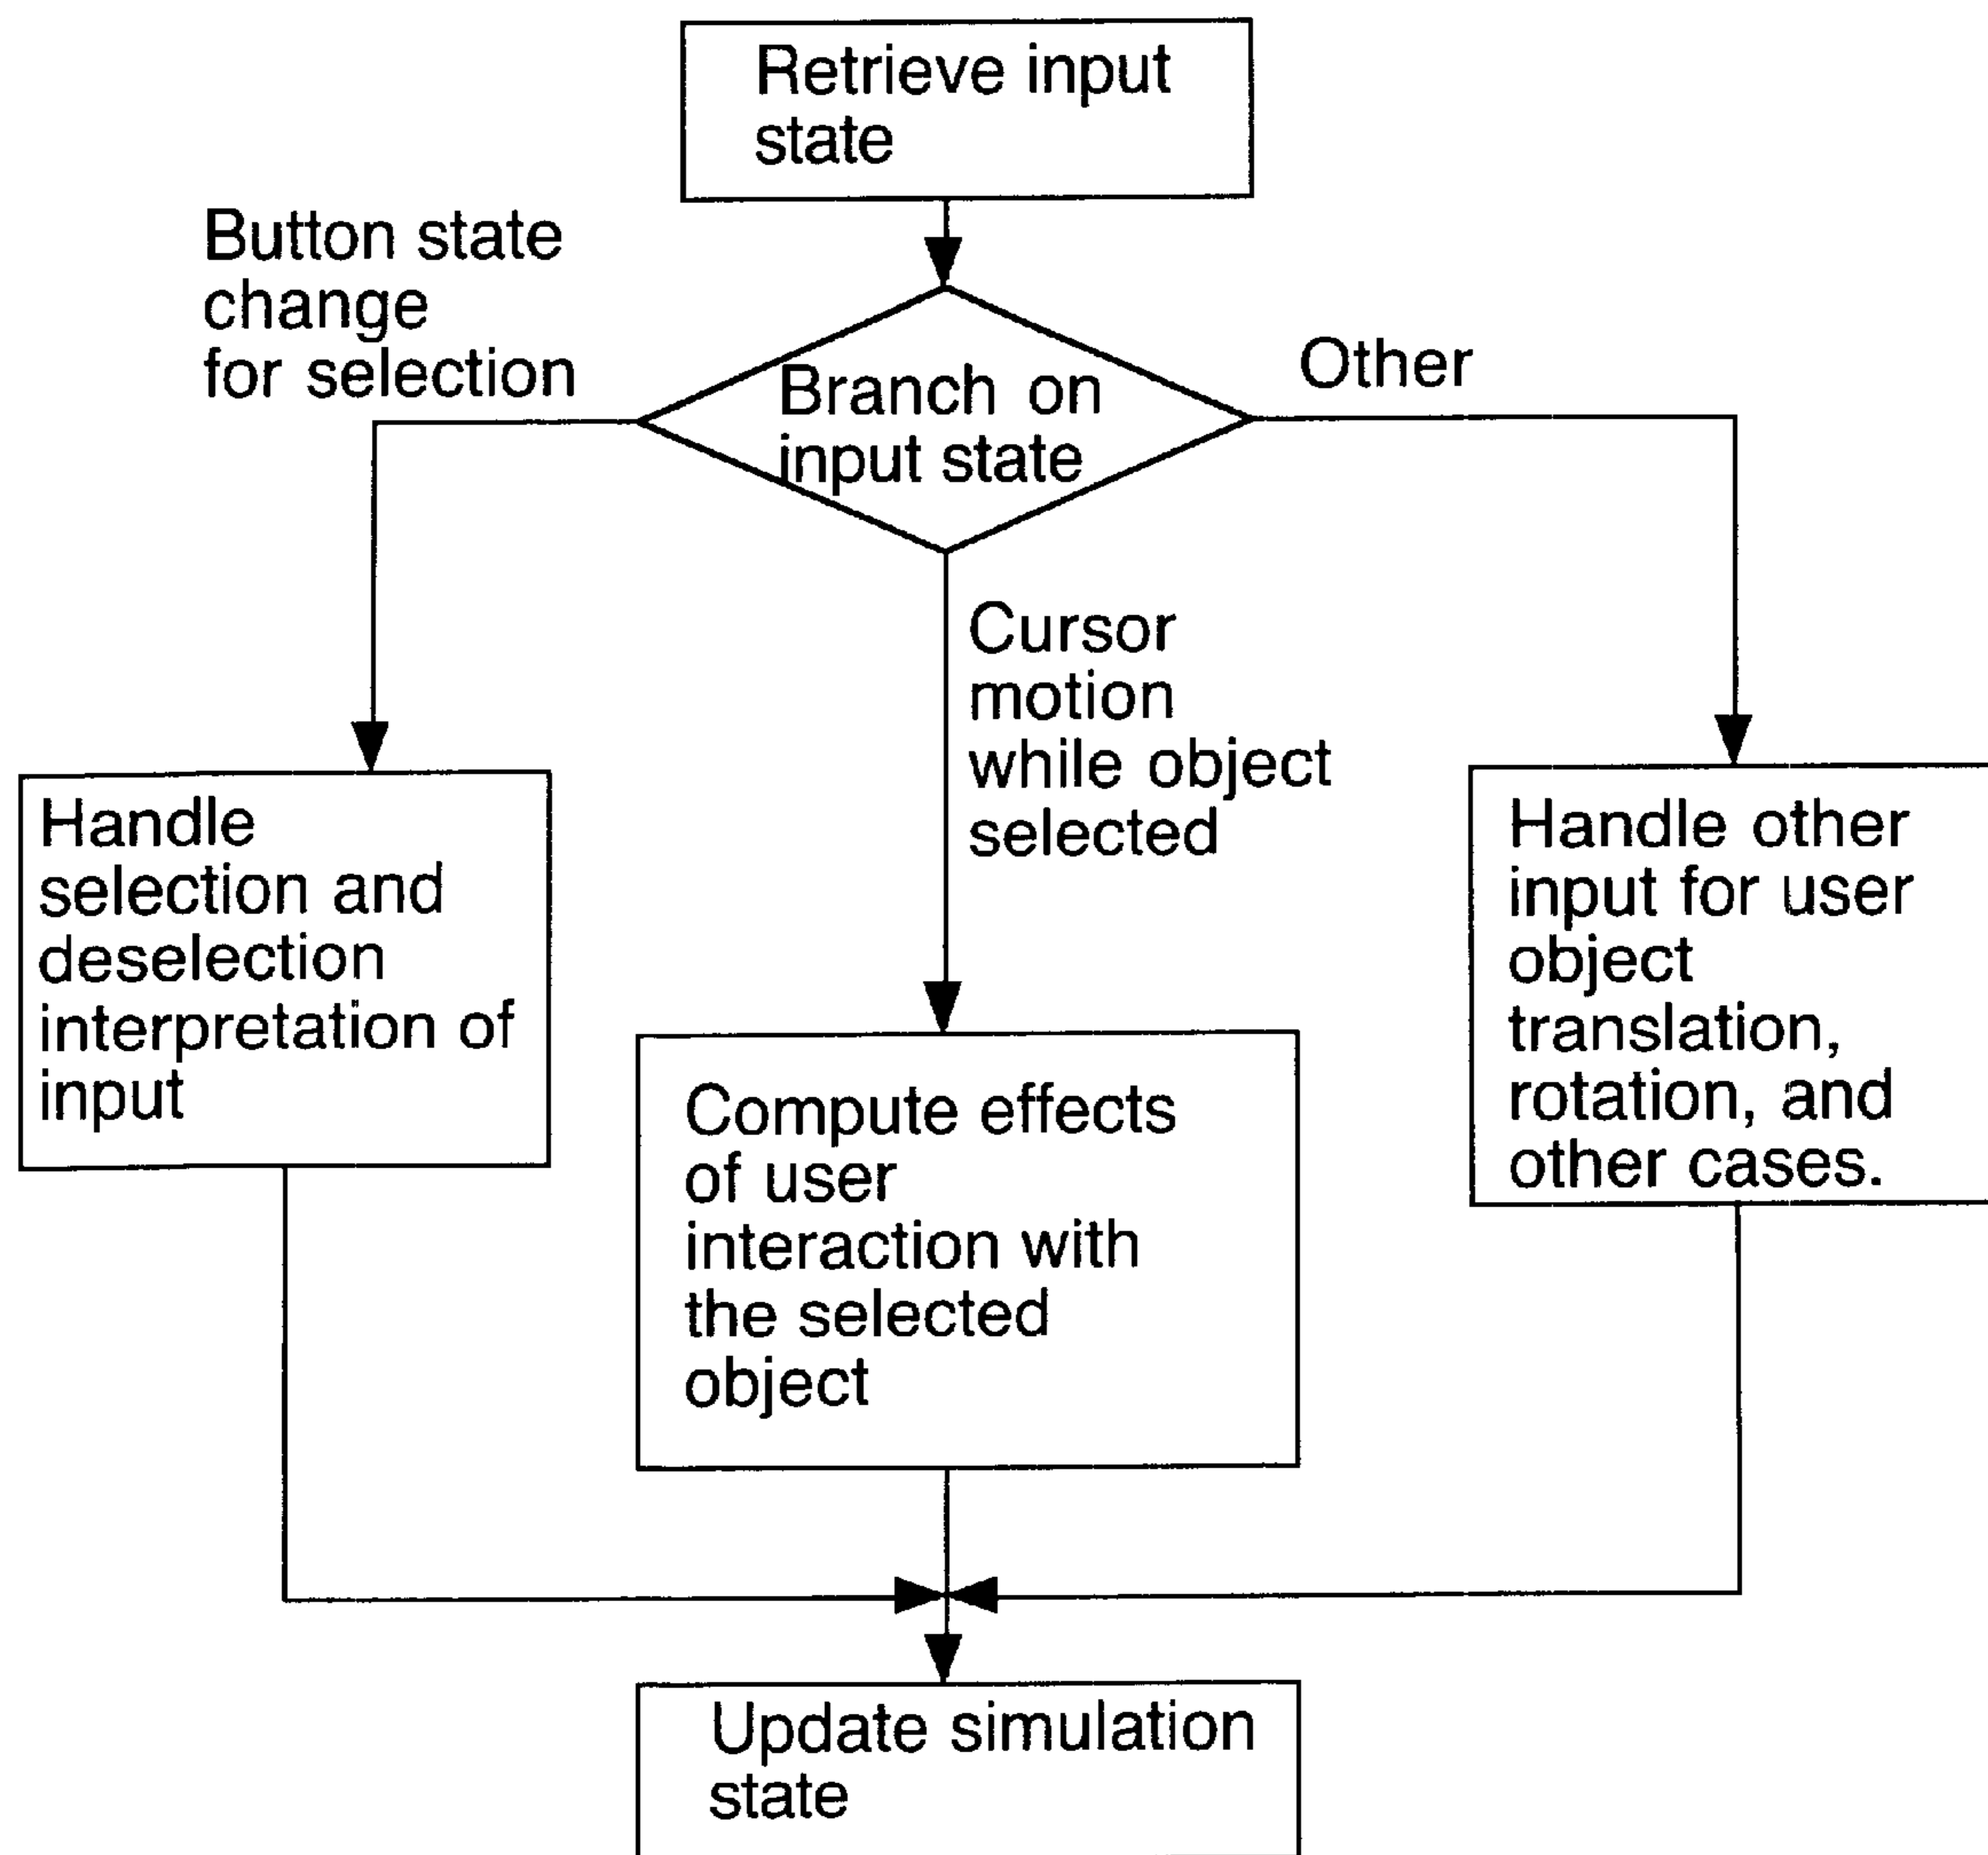 Retrieve input
state
Button state
change
for selection
Branch on
input state
Other
Cursor
motion
while object
selected
Handle
selection and
deselection
interpretation of
input
Compute effects
of user
interaction with
the selected
object
Handle other
input for user
object
translation,
rotation, and
other cases.
Update simulation
state